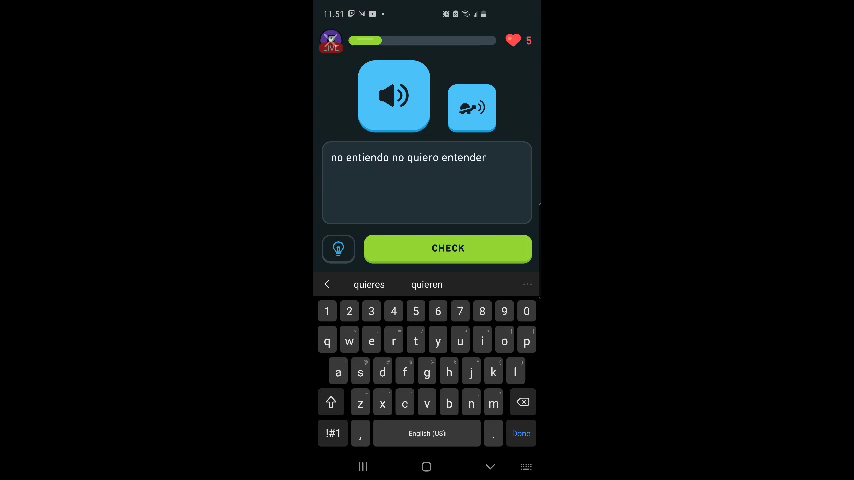 11.51
LIVE
5
no entiendo no quiero entender
CHECK
quieres quieren
1 2 3 4 5 6 7 8 9 0
q w e r t y u i o p
a s d f g h j k l
z x c v b n m
!#1 , English (US) . Done